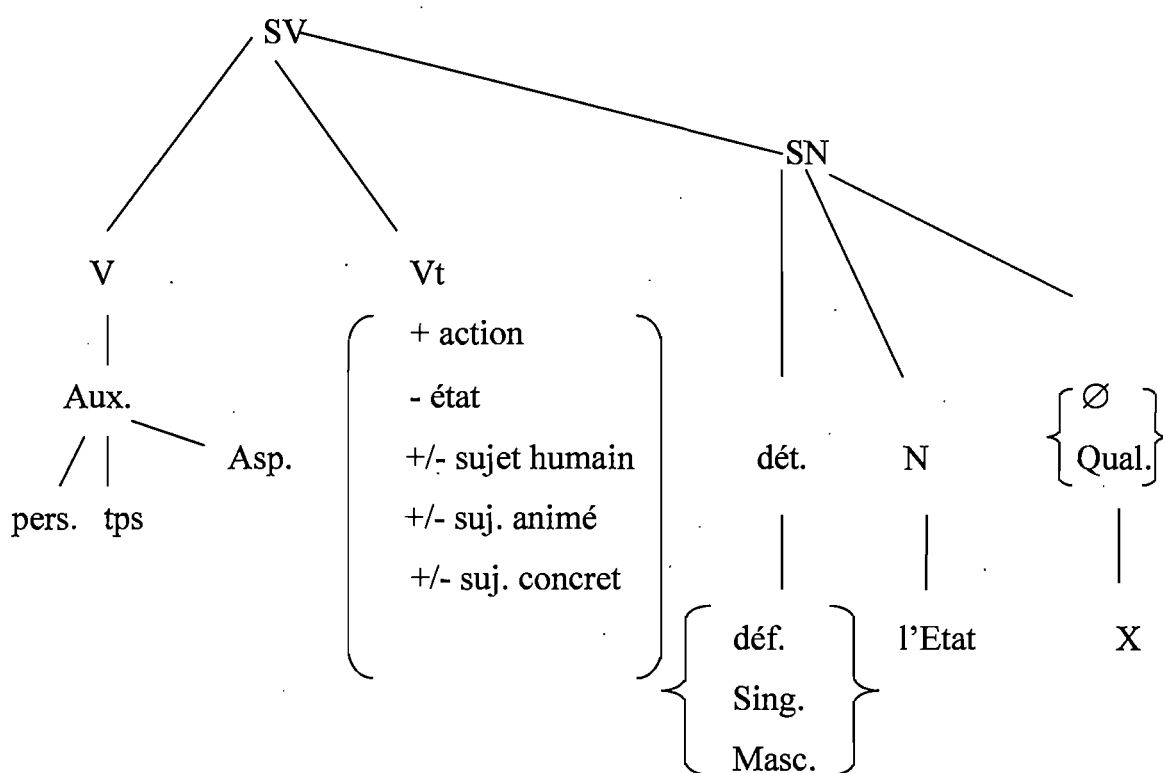 SV
SN
V Vt
+ action
Aux. - état ∅
Asp. +/- sujet humain dét. N Qual.
pers. tps +/- suj. animé
+/- suj. concret
déf. l’Etat X
Sing.
Masc.